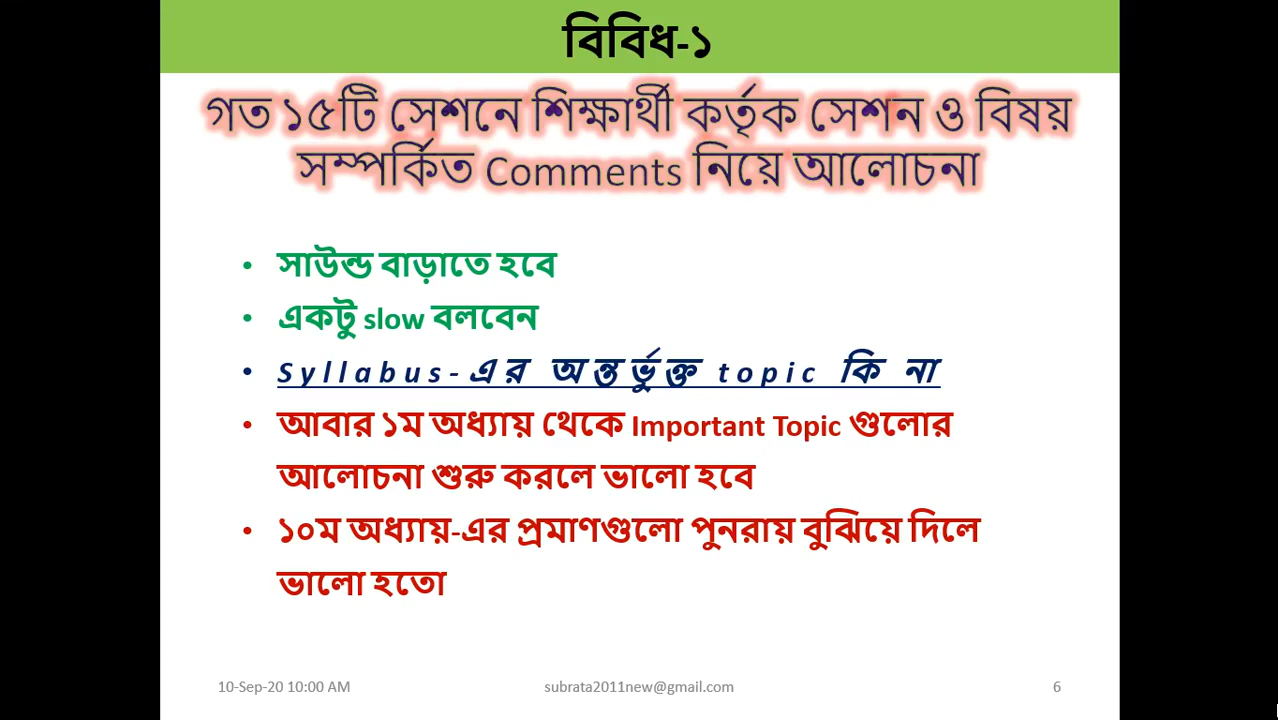 বিবিধ-১
গত ১৫টি সেশনে শিক্ষার্থী কর্তৃক সেশন ও বিষয়
সম্পর্কিত Comments নিয়ে আলোচনা
• সাউন্ড বাড়াতে হবে
• একটু slow বলবেন
• Syllabus-এর অন্তর্ভুক্ত topic কি না
• আবার ১ম অধ্যায় থেকে Important Topic গুলোর
আলোচনা শুরু করলে ভালো হবে
• ১০ম অধ্যায়-এর প্রমাণগুলো পুনরায় বুঝিয়ে দিলে
ভালো হতো
10-Sep-20 10:00 AM subrata2011new@gmail.com 6